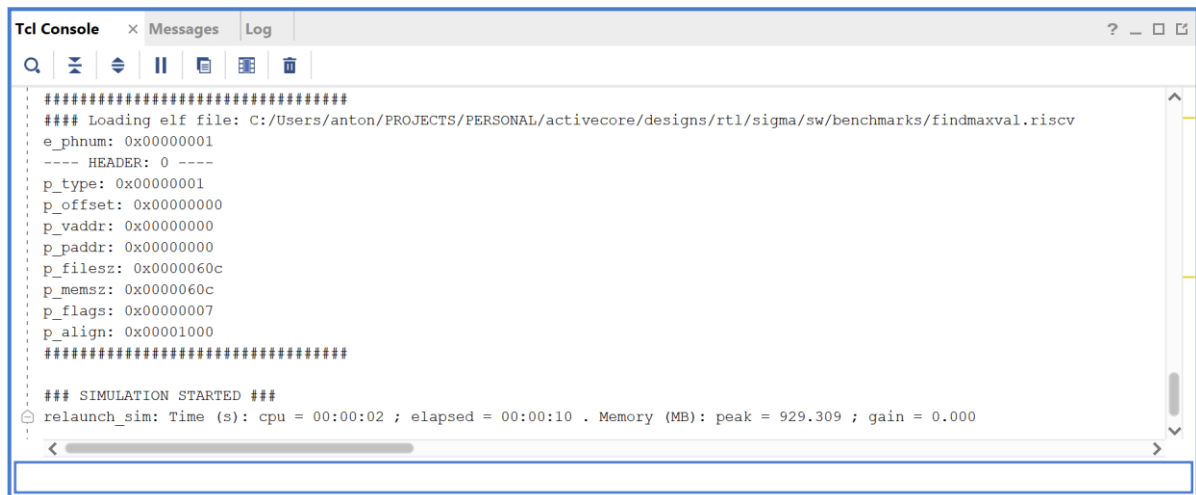 Tcl Console × Messages Log ? _
##################################
#### Loading elf file: C:/Users/anton/PROJECTS/PERSONAL/activecore/designs/rtl/sigma/sw/benchmarks/findmaxval.riscv
e_phnum: 0x00000001
---- HEADER: 0 ----
p_type: 0x00000001
p_offset: 0x00000000
p_vaddr: 0x00000000
p_paddr: 0x00000000
p_filesz: 0x0000060c
p_memsz: 0x0000060c
p_flags: 0x00000007
p_align: 0x00001000
##################################
### SIMULATION STARTED ###
relaunch_sim: Time (s): cpu = 00:00:02 ; elapsed = 00:00:10 . Memory (MB): peak = 929.309 ; gain = 0.000